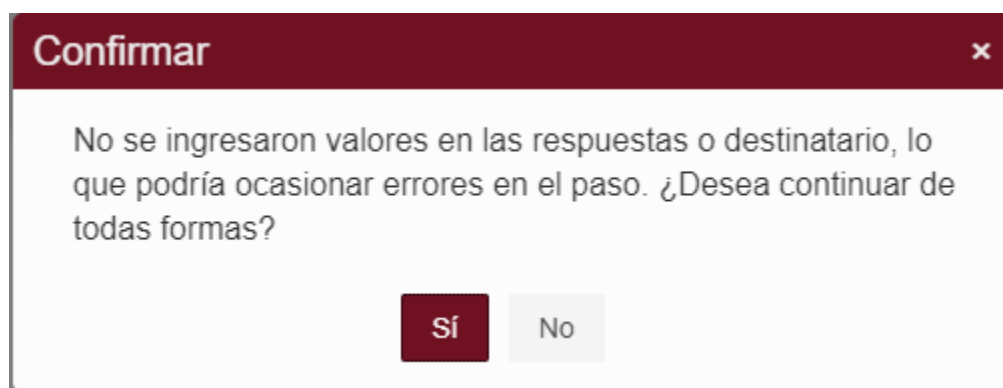 Confirmar ×
No se ingresaron valores en las respuestas o destinatario, lo
que podría ocasionar errores en el paso. ¿Desea continuar de
todas formas?
Sí No